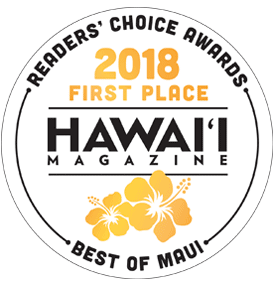 READERS' CHOICE AWARDS
2018
FIRST PLACE
HAWAI‘I
MAGAZINE
BEST OF MAUI